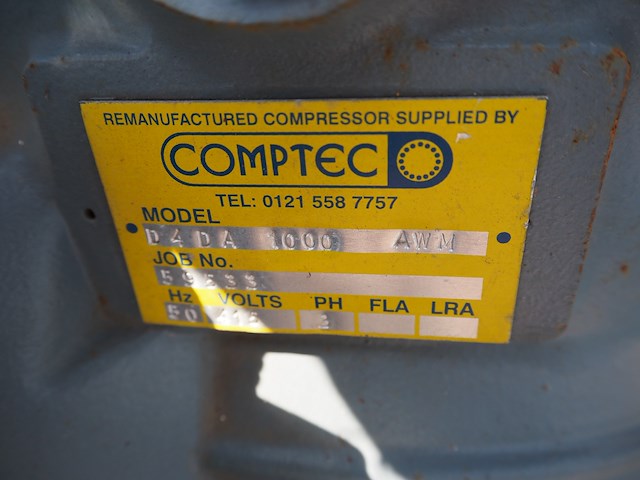 REMANUFACTURED COMPRESSOR SUPPLIED BY
COMPTEC
TEL: 0121 558 7757
MODEL
D4DA 1000 AWM
JOB No.
Hz VOLTS PH FLA LRA
50 415 3